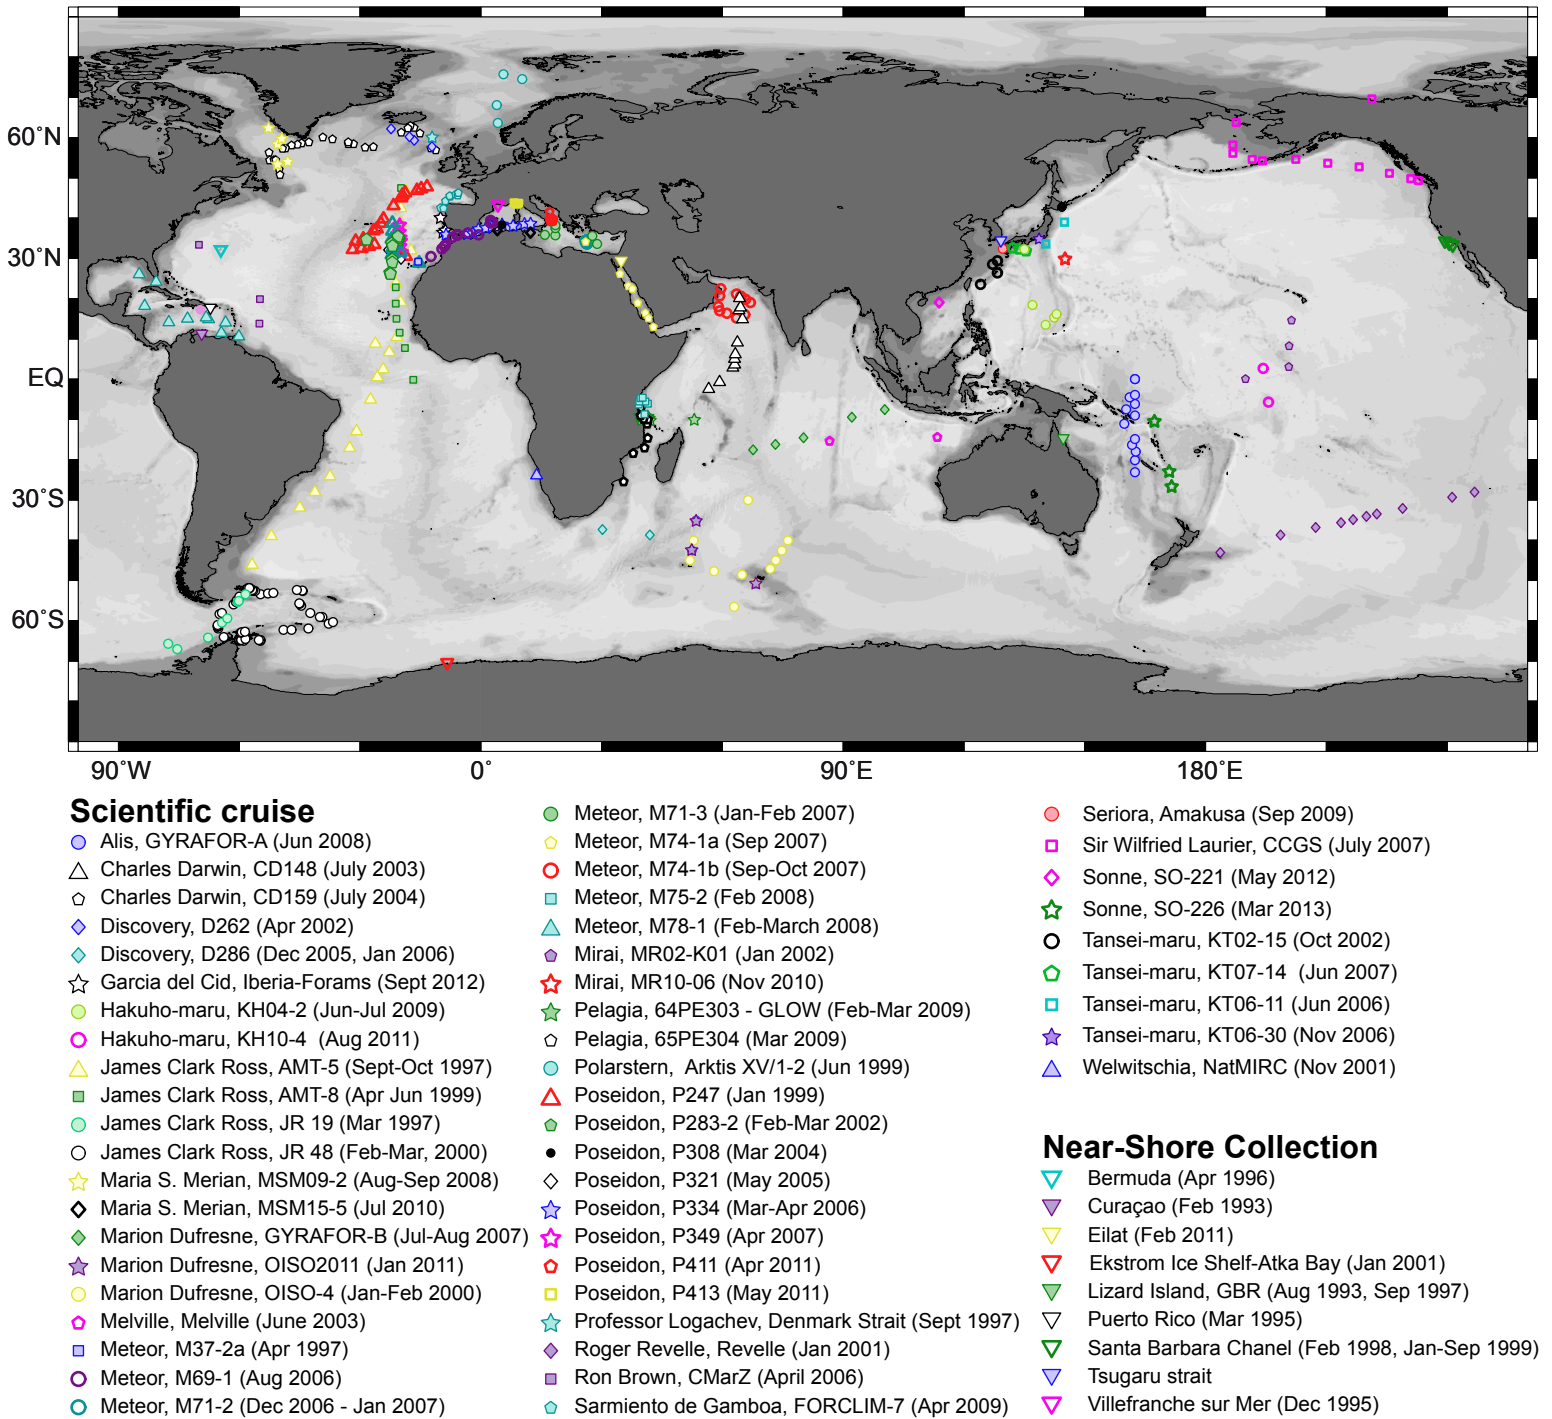 60˚N
30˚N
EQ
30˚S
60˚S
90˚W 0˚ 90˚E 180˚E
Scientific cruise
Alis, GYRAFOR-A (Jun 2008)
Charles Darwin, CD148 (July 2003)
Charles Darwin, CD159 (July 2004)
Discovery, D262 (Apr 2002)
Discovery, D286 (Dec 2005, Jan 2006)
Garcia del Cid, Iberia-Forams (Sept 2012)
Hakuho-maru, KH04-2 (Jun-Jul 2009)
Hakuho-maru, KH10-4 (Aug 2011)
James Clark Ross, AMT-5 (Sept-Oct 1997)
James Clark Ross, AMT-8 (Apr Jun 1999)
James Clark Ross, JR 19 (Mar 1997)
James Clark Ross, JR 48 (Feb-Mar, 2000)
Maria S. Merian, MSM09-2 (Aug-Sep 2008)
Maria S. Merian, MSM15-5 (Jul 2010)
Marion Dufresne, GYRAFOR-B (Jul-Aug 2007)
Marion Dufresne, OISO2011 (Jan 2011)
Marion Dufresne, OISO-4 (Jan-Feb 2000)
Melville, Melville (June 2003)
Meteor, M37-2a (Apr 1997)
Meteor, M69-1 (Aug 2006)
Meteor, M71-2 (Dec 2006 - Jan 2007)
Meteor, M71-3 (Jan-Feb 2007)
Meteor, M74-1a (Sep 2007)
Meteor, M74-1b (Sep-Oct 2007)
Meteor, M75-2 (Feb 2008)
Meteor, M78-1 (Feb-March 2008)
Mirai, MR02-K01 (Jan 2002)
Mirai, MR10-06 (Nov 2010)
Pelagia, 64PE303 - GLOW (Feb-Mar 2009)
Pelagia, 65PE304 (Mar 2009)
Polarstern, Arktis XV/1-2 (Jun 1999)
Poseidon, P247 (Jan 1999)
Poseidon, P283-2 (Feb-Mar 2002)
Poseidon, P308 (Mar 2004)
Poseidon, P321 (May 2005)
Poseidon, P334 (Mar-Apr 2006)
Poseidon, P349 (Apr 2007)
Poseidon, P411 (Apr 2011)
Poseidon, P413 (May 2011)
Professor Logachev, Denmark Strait (Sept 1997)
Roger Revelle, Revelle (Jan 2001)
Ron Brown, CMarZ (April 2006)
Sarmiento de Gamboa, FORCLIM-7 (Apr 2009)
Seriora, Amakusa (Sep 2009)
Sir Wilfried Laurier, CCGS (July 2007)
Sonne, SO-221 (May 2012)
Sonne, SO-226 (Mar 2013)
Tansei-maru, KT02-15 (Oct 2002)
Tansei-maru, KT07-14 (Jun 2007)
Tansei-maru, KT06-11 (Jun 2006)
Tansei-maru, KT06-30 (Nov 2006)
Welwitschia, NatMIRC (Nov 2001)
Near-Shore Collection
Bermuda (Apr 1996)
Curaçao (Feb 1993)
Eilat (Feb 2011)
Ekstrom Ice Shelf-Atka Bay (Jan 2001)
Lizard Island, GBR (Aug 1993, Sep 1997)
Puerto Rico (Mar 1995)
Santa Barbara Chanel (Feb 1998, Jan-Sep 1999)
Tsugaru strait
Villefranche sur Mer (Dec 1995)